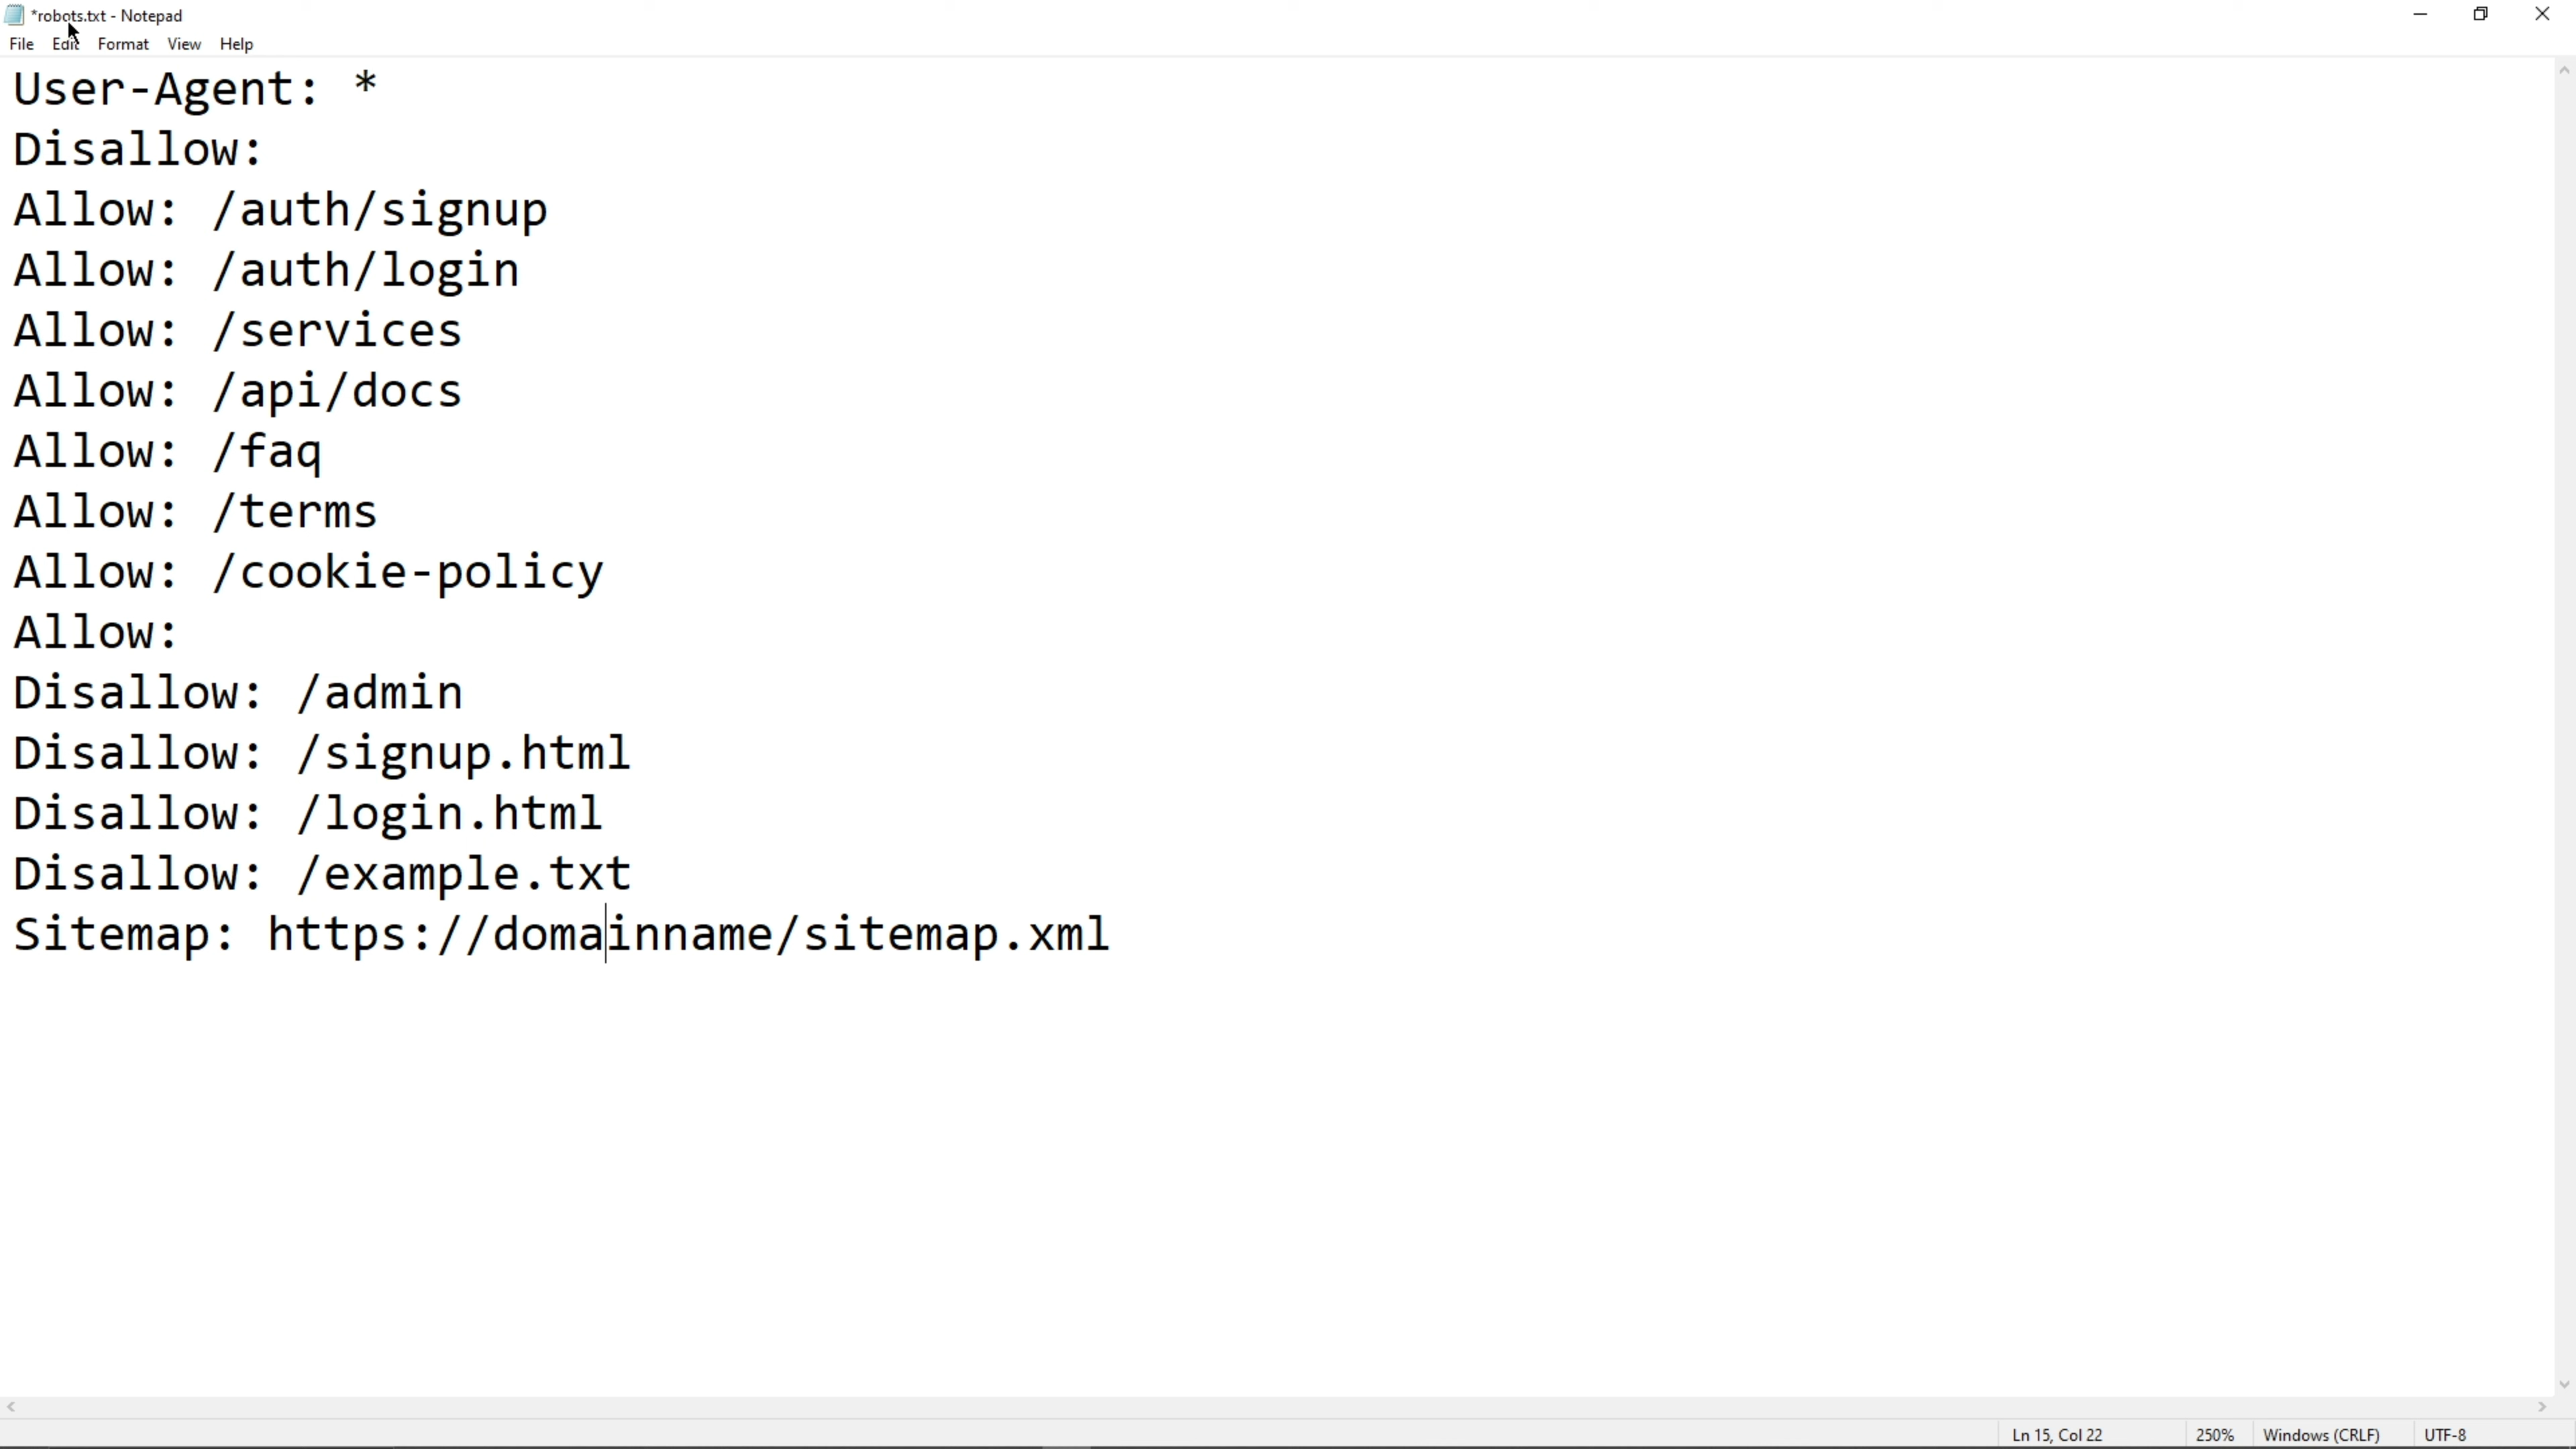 *robots.txt - Notepad
File Edit Format View Help
User-Agent: *
Disallow:
Allow: /auth/signup
Allow: /auth/login
Allow: /services
Allow: /api/docs
Allow: /faq
Allow: /terms
Allow: /cookie-policy
Allow:
Disallow: /admin
Disallow: /signup.html
Disallow: /login.html
Disallow: /example.txt
Sitemap: https://domainname/sitemap.xml
Ln 15, Col 22 250% Windows (CRLF) UTF-8